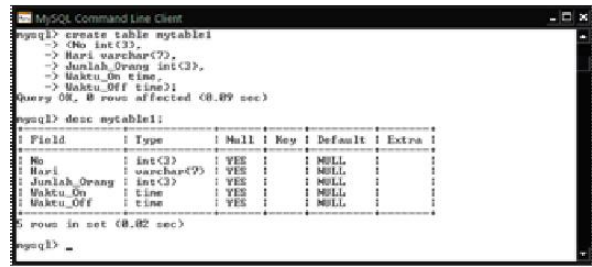 MySQL Command Line Client
mysql> create table mytable1
-> (No int(3),
-> Hari varchar(7),
-> Jumlah_Orang int(3),
-> Waktu_On time,
-> Waktu_Off time);
Query OK, 0 rows affected (0.09 sec)
mysql> desc mytable1;
| Field | Type | Null | Key | Default | Extra |
| No | int(3) | YES | | NULL | |
| Hari | varchar(7) | YES | | NULL | |
| Jumlah_Orang | int(3) | YES | | NULL | |
| Waktu_On | time | YES | | NULL | |
| Waktu_Off | time | YES | | NULL | |
5 rows in set (0.02 sec)
mysql> _